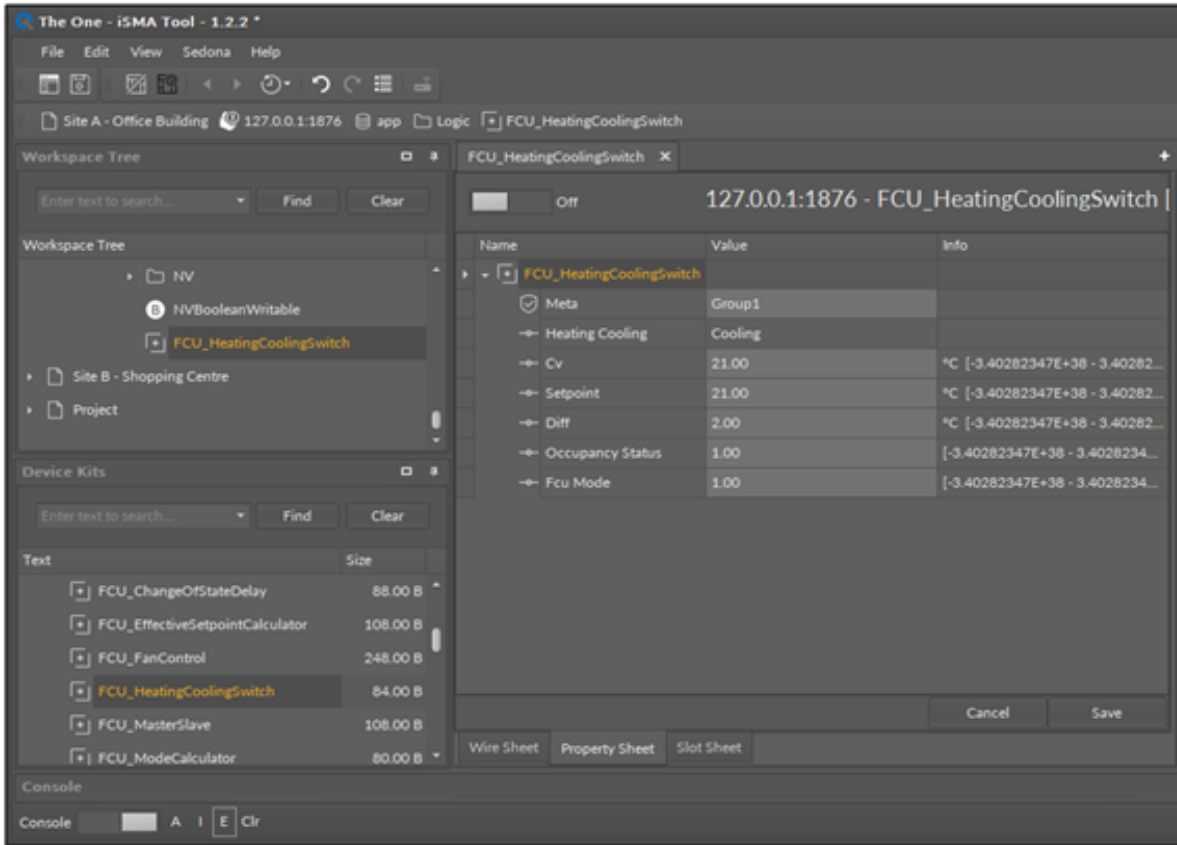 The One - iSMA Tool - 1.2.2 *
File Edit View Sedona Help
Site A - Office Building 127.0.0.1:1876 app Logic FCU_HeatingCoolingSwitch
Workspace Tree
Enter text to search... Find Clear
Workspace Tree
NV
B NVBooleanWritable
FCU_HeatingCoolingSwitch
Site B - Shopping Centre
Project
Device Kits
Enter text to search... Find Clear
Text Size
FCU_ChangeOfStateDelay 88.00 B
FCU_EffectiveSetpointCalculator 108.00 B
FCU_FanControl 248.00 B
FCU_HeatingCoolingSwitch 84.00 B
FCU_MasterSlave 108.00 B
FCU_ModeCalculator 80.00 B
FCU_HeatingCoolingSwitch
Off 127.0.0.1:1876 - FCU_HeatingCoolingSwitch [
Name Value Info
FCU_HeatingCoolingSwitch
Meta Group1
Heating Cooling Cooling
Cv 21.00 °C [-3.40282347E+38 - 3.40282...
Setpoint 21.00 °C [-3.40282347E+38 - 3.40282...
Diff 2.00 °C [-3.40282347E+38 - 3.40282...
Occupancy Status 1.00 [-3.40282347E+38 - 3.4028234...
Fcu Mode 1.00 [-3.40282347E+38 - 3.4028234...
Cancel Save
Wire Sheet Property Sheet Slot Sheet
Console
Console A I E Clr